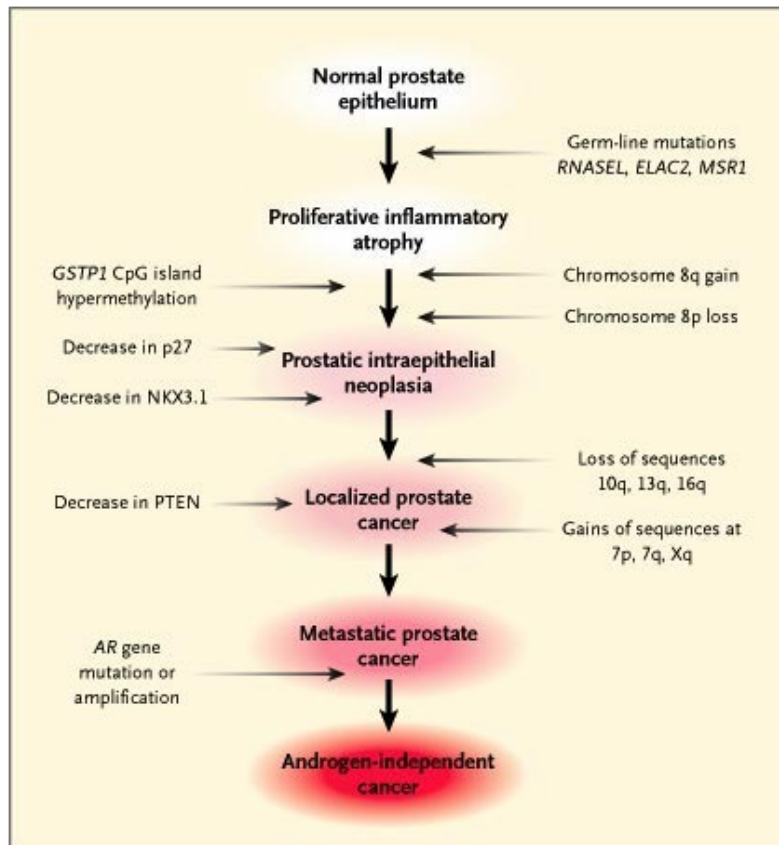 Normal prostate
epithelium
Germ-line mutations
RNASEL, ELAC2, MSR1
Proliferative inflammatory
atrophy
GSTP1 CpG island
hypermethylation
Chromosome 8q gain
Chromosome 8p loss
Decrease in p27
Prostatic intraepithelial
neoplasia
Decrease in NKX3.1
Loss of sequences
10q, 13q, 16q
Decrease in PTEN
Localized prostate
cancer
Gains of sequences at
7p, 7q, Xq
Metastatic prostate
cancer
AR gene
mutation or
amplification
Androgen-independent
cancer